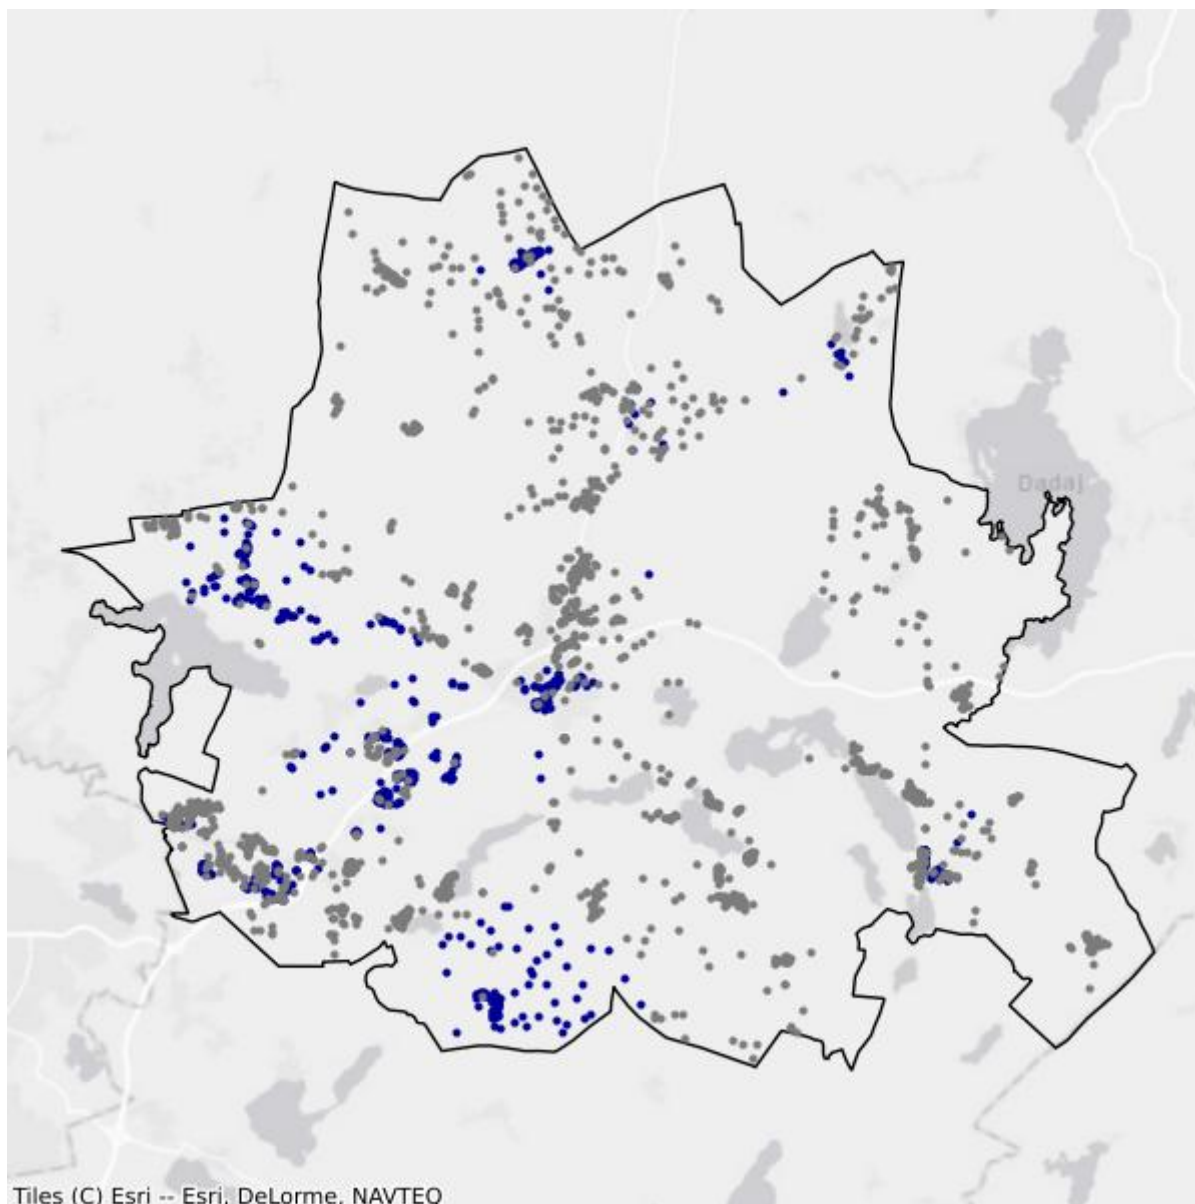 Dadaj
Tiles (C) Esri -- Esri, DeLorme, NAVTEQ